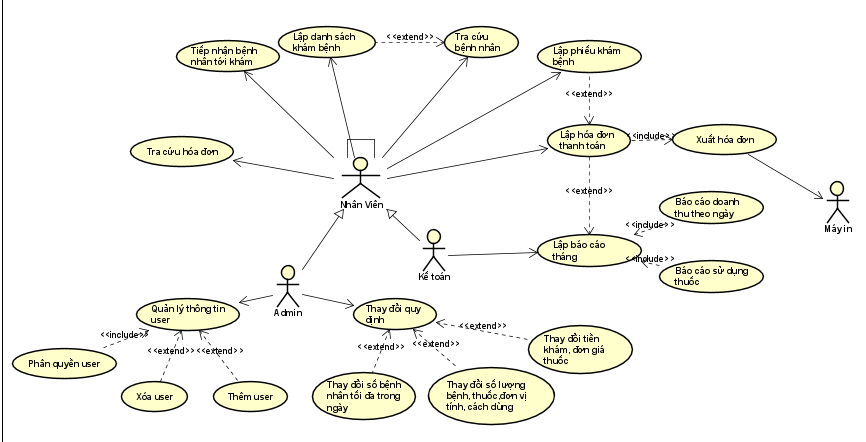 Lập danh sách
khám bệnh
<<extend>>
Tra cứu
bệnh nhân
Tiếp nhận bệnh
nhân tới khám
Lập phiếu khám
bệnh
<<extend>>
Lập hóa đơn
thanh toán
<<include>>
Xuất hóa đơn
Tra cứu hóa đơn
Nhân Viên
<<extend>>
Báo cáo doanh
thu theo ngày
Máy in
<<include>>
Lập báo cáo
tháng
<<include>>
Báo cáo sử dụng
thuốc
Kế toán
Admin
Quản lý thông tin
user
Thay đổi quy
định
<<include>>
<<extend>>
<<extend>>
<<extend>>
<<extend>>
<<extend>>
Thay đổi tiền
khám, đơn giá
thuốc
Phân quyền user
Xóa user
Thêm user
Thay đổi số bệnh
nhân tối đa trong
ngày
Thay đổi số lượng
bệnh, thuốc,đơn vị
tính, cách dùng